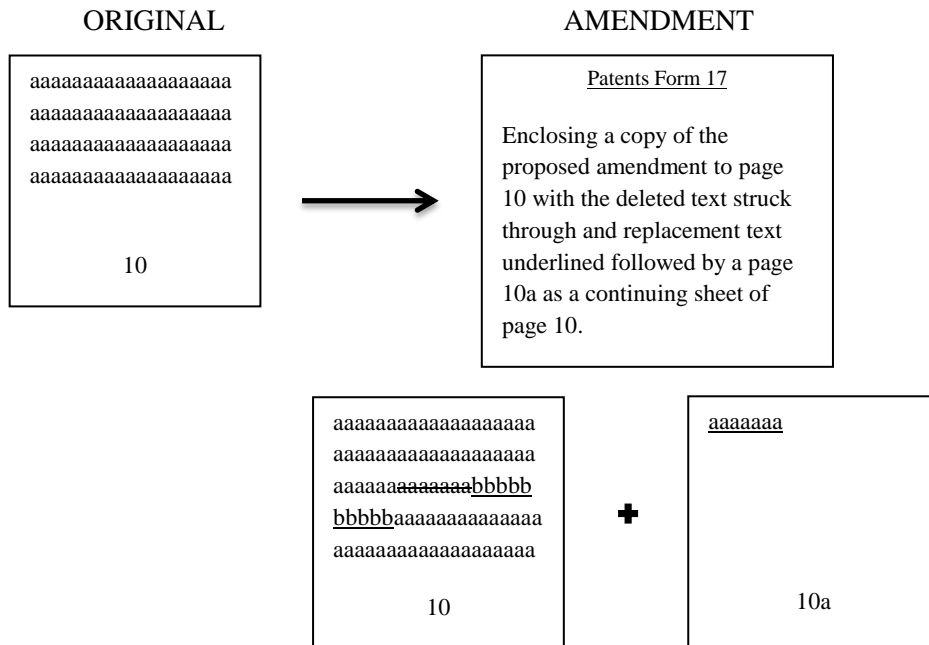 ORIGINAL
AMENDMENT
aaaaaaaaaaaaaaaaaaa
aaaaaaaaaaaaaaaaaaa
aaaaaaaaaaaaaaaaaaa
aaaaaaaaaaaaaaaaaaa
10
Patents Form 17
Enclosing a copy of the
proposed amendment to page
10 with the deleted text struck
through and replacement text
underlined followed by a page
10a as a continuing sheet of
page 10.
aaaaaaaaaaaaaaaaaaa
aaaaaaaaaaaaaaaaaaa
aaaaaaaaaaaaabbbbb
bbbbbaaaaaaaaaaaaaa
aaaaaaaaaaaaaaaaaaa
10
aaaaaaa
10a